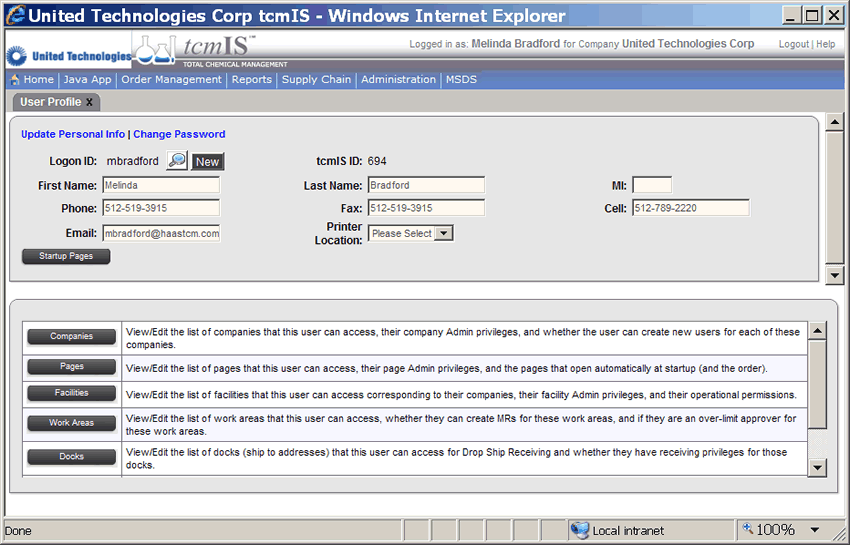 United Technologies Corp tcmIS - Windows Internet Explorer
United Technologies tcmIS™ TOTAL CHEMICAL MANAGEMENT
Logged in as: Melinda Bradford for Company United Technologies Corp Logout | Help
Home | Java App | Order Management | Reports | Supply Chain | Administration | MSDS
User Profile x
Update Personal Info | Change Password
Logon ID: mbradford New tcmIS ID: 694
First Name: Melinda Last Name: Bradford MI:
Phone: 512-519-3915 Fax: 512-519-3915 Cell: 512-789-2220
Email: mbradford@haastcm.com Printer Location: Please Select
Startup Pages
Companies View/Edit the list of companies that this user can access, their company Admin privileges, and whether the user can create new users for each of these
companies.
Pages View/Edit the list of pages that this user can access, their page Admin privileges, and the pages that open automatically at startup (and the order).
Facilities View/Edit the list of facilities that this user can access corresponding to their companies, their facility Admin privileges, and their operational permissions.
Work Areas View/Edit the list of work areas that this user can access, whether they can create MRs for these work areas, and if they are an over-limit approver for
these work areas.
Docks View/Edit the list of docks (ship to addresses) that this user can access for Drop Ship Receiving and whether they have receiving privileges for those
docks.
Done Local intranet 100%